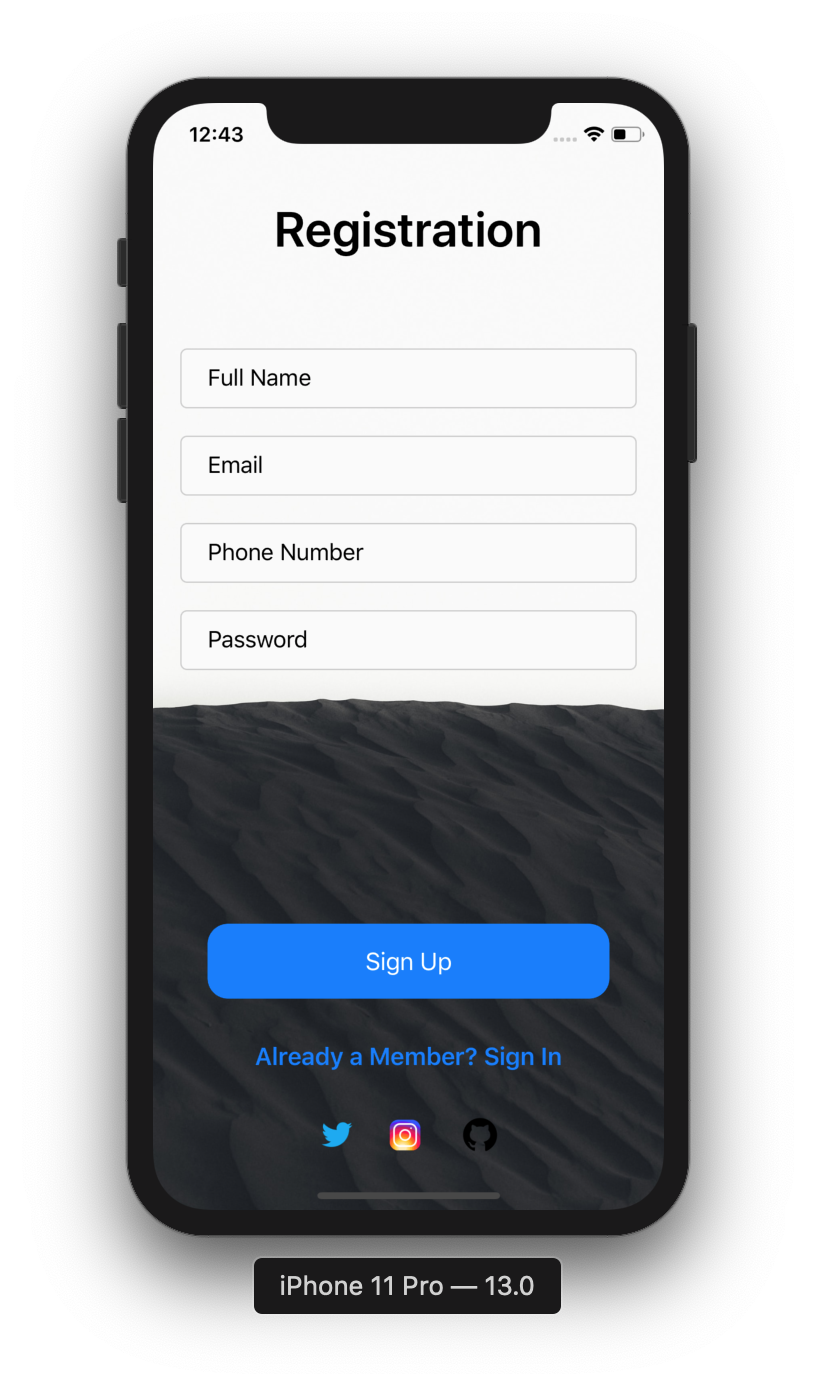 12:43
Registration
Full Name
Email
Phone Number
Password
Sign Up
Already a Member? Sign In
iPhone 11 Pro — 13.0